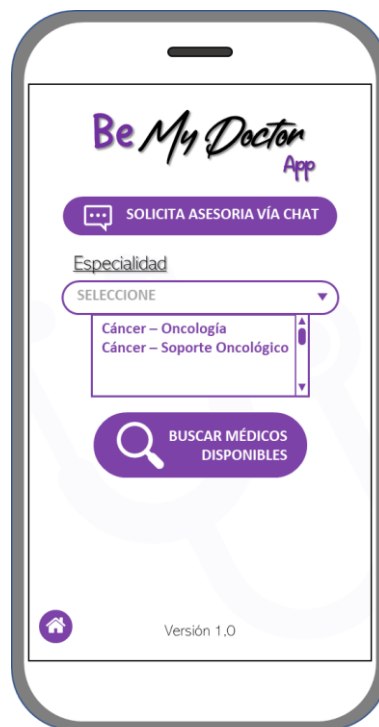 Be My Doctor
App
SOLICITA ASESORIA VÍA CHAT
Especialidad
SELECCIONE
Cáncer – Oncología
Cáncer – Soporte Oncológico
BUSCAR MÉDICOS
DISPONIBLES
Versión 1.0